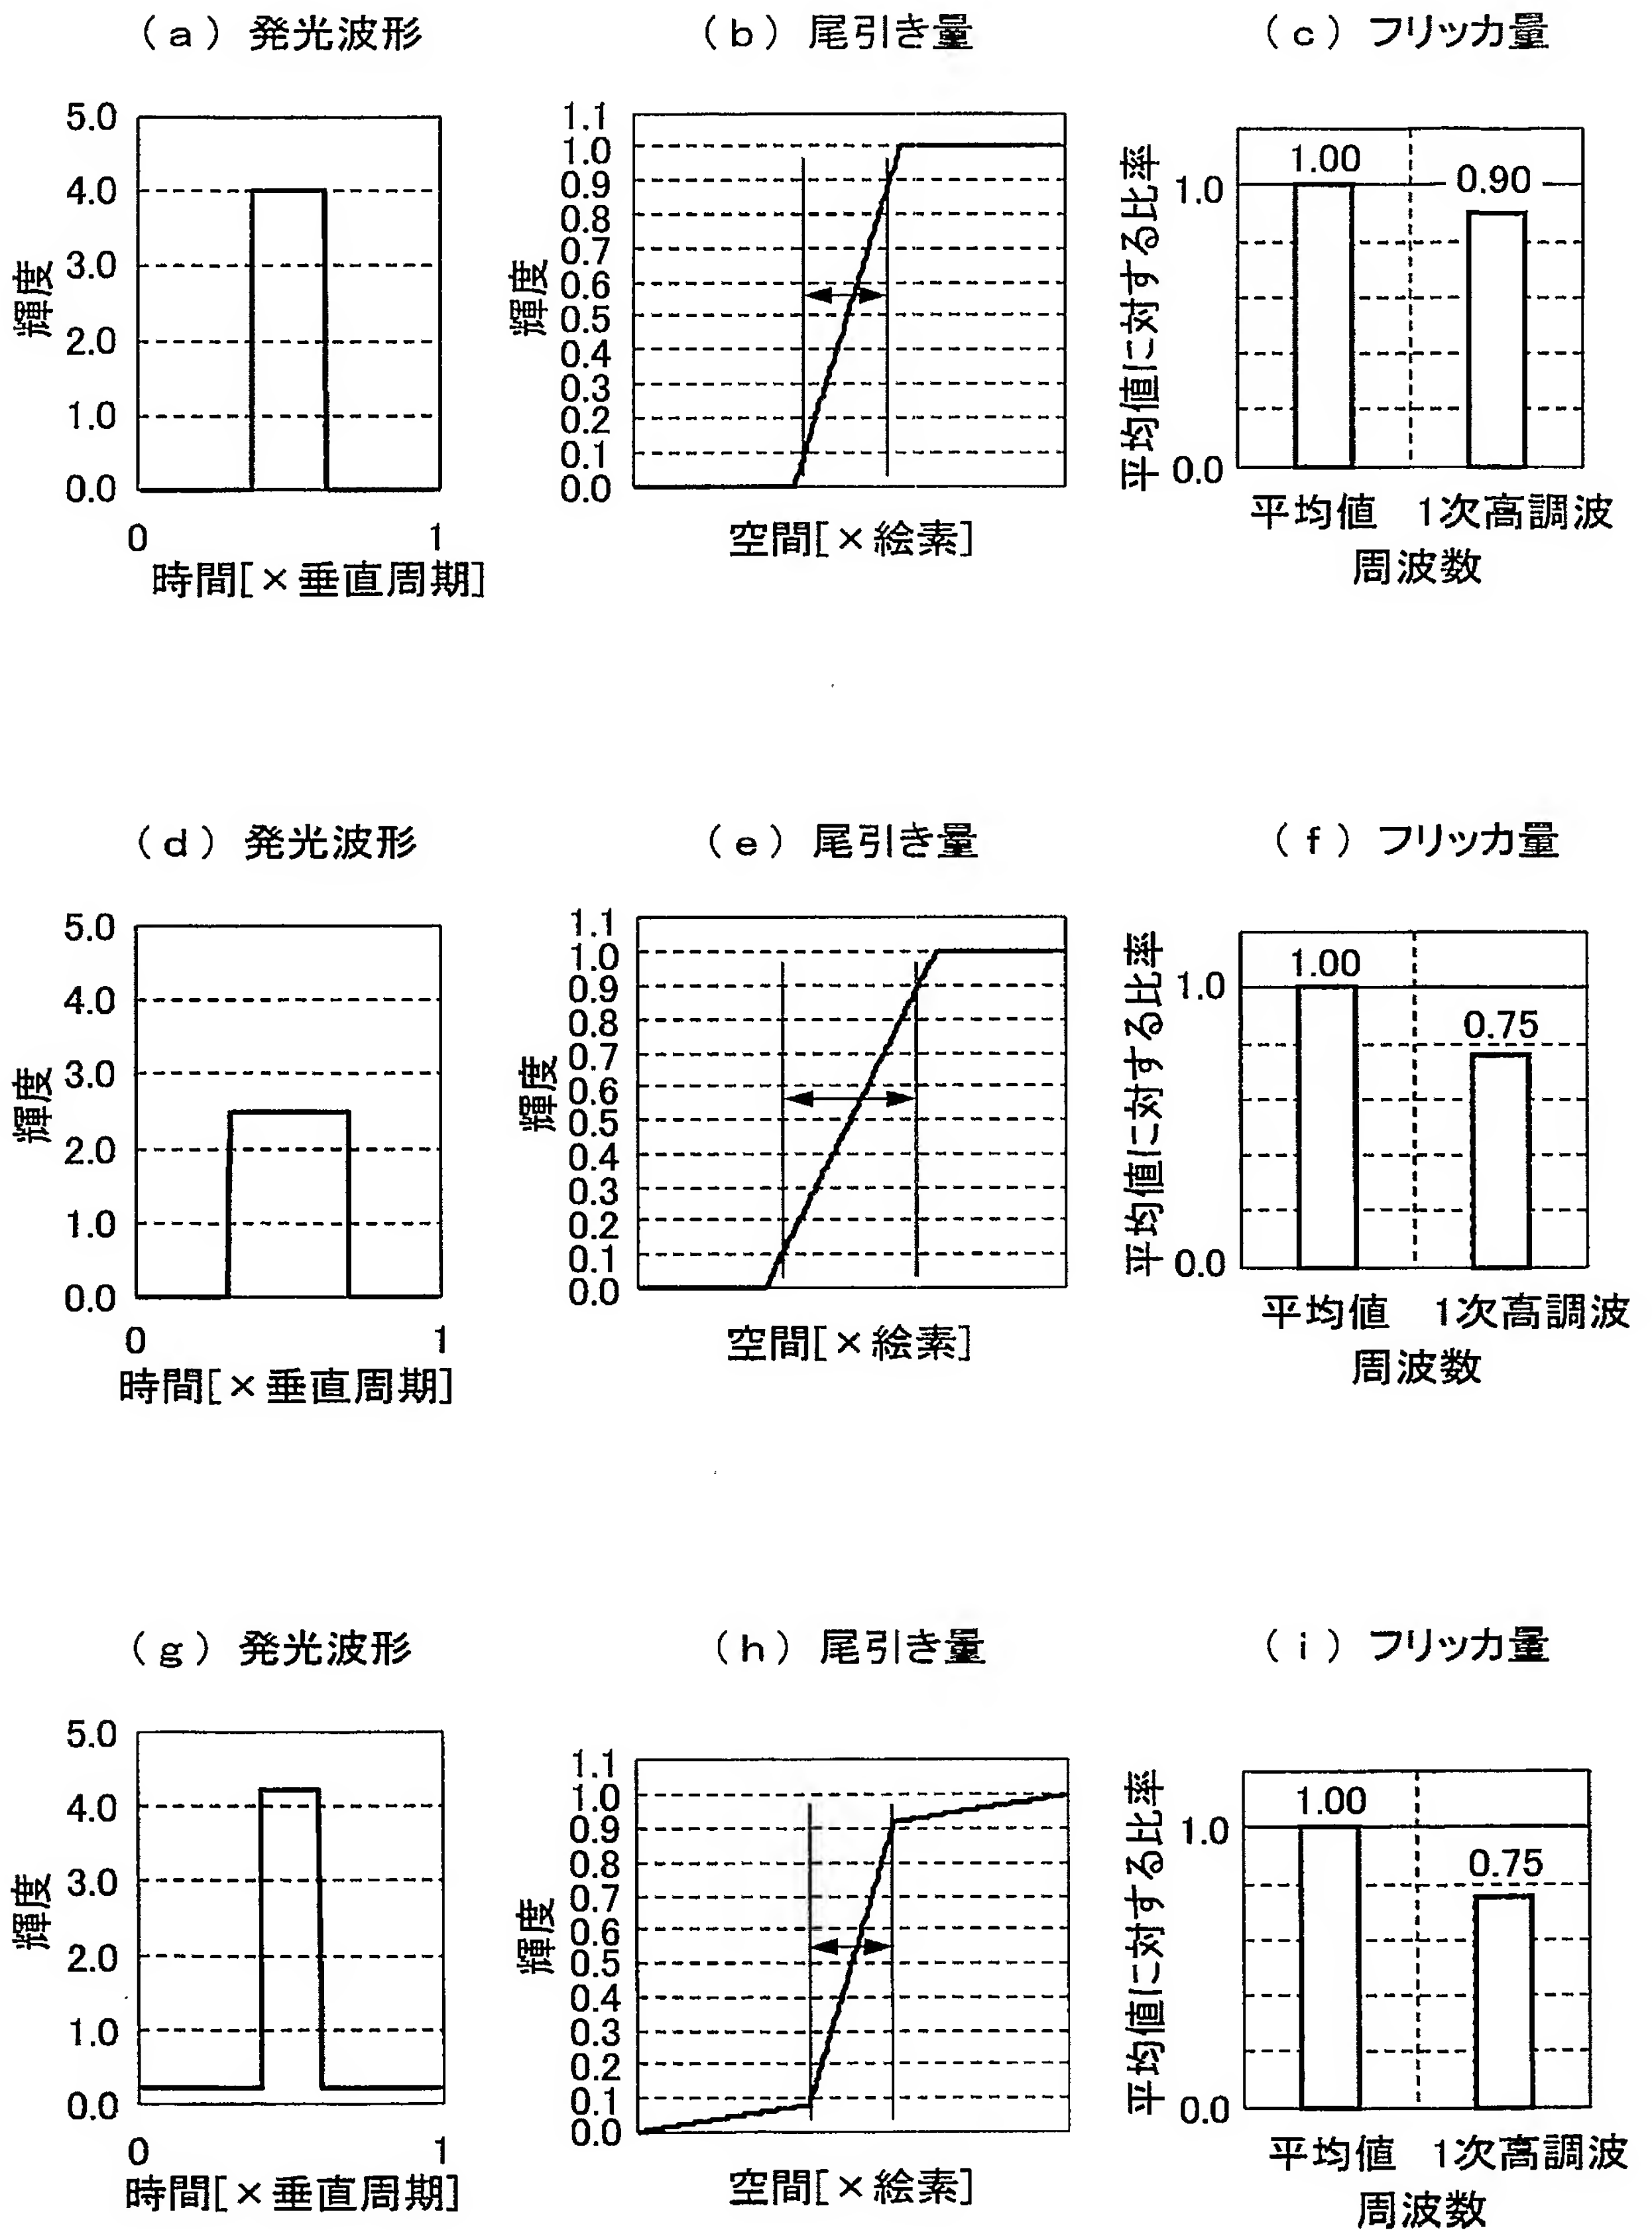 (a) 発光波形
5.0
4.0
3.0
2.0
1.0
0.0
輝度
0
1
時間[×垂直周期]
(b) 尾引き量
1.1
1.0
0.9
0.8
0.7
0.6
0.5
0.4
0.3
0.2
0.1
0.0
輝度
空間[×絵素]
(c) フリッカ量
平均値に対する比率
1.0
0.0
1.00
0.90
平均値
1次高調波
周波数
(d) 発光波形
5.0
4.0
3.0
2.0
1.0
0.0
輝度
0
1
時間[×垂直周期]
(e) 尾引き量
1.1
1.0
0.9
0.8
0.7
0.6
0.5
0.4
0.3
0.2
0.1
0.0
輝度
空間[×絵素]
(f) フリッカ量
平均値に対する比率
1.0
0.0
1.00
0.75
平均値
1次高調波
周波数
(g) 発光波形
5.0
4.0
3.0
2.0
1.0
0.0
輝度
0
1
時間[×垂直周期]
(h) 尾引き量
1.1
1.0
0.9
0.8
0.7
0.6
0.5
0.4
0.3
0.2
0.1
0.0
輝度
空間[×絵素]
(i) フリッカ量
平均値に対する比率
1.0
0.0
1.00
0.75
平均値
1次高調波
周波数